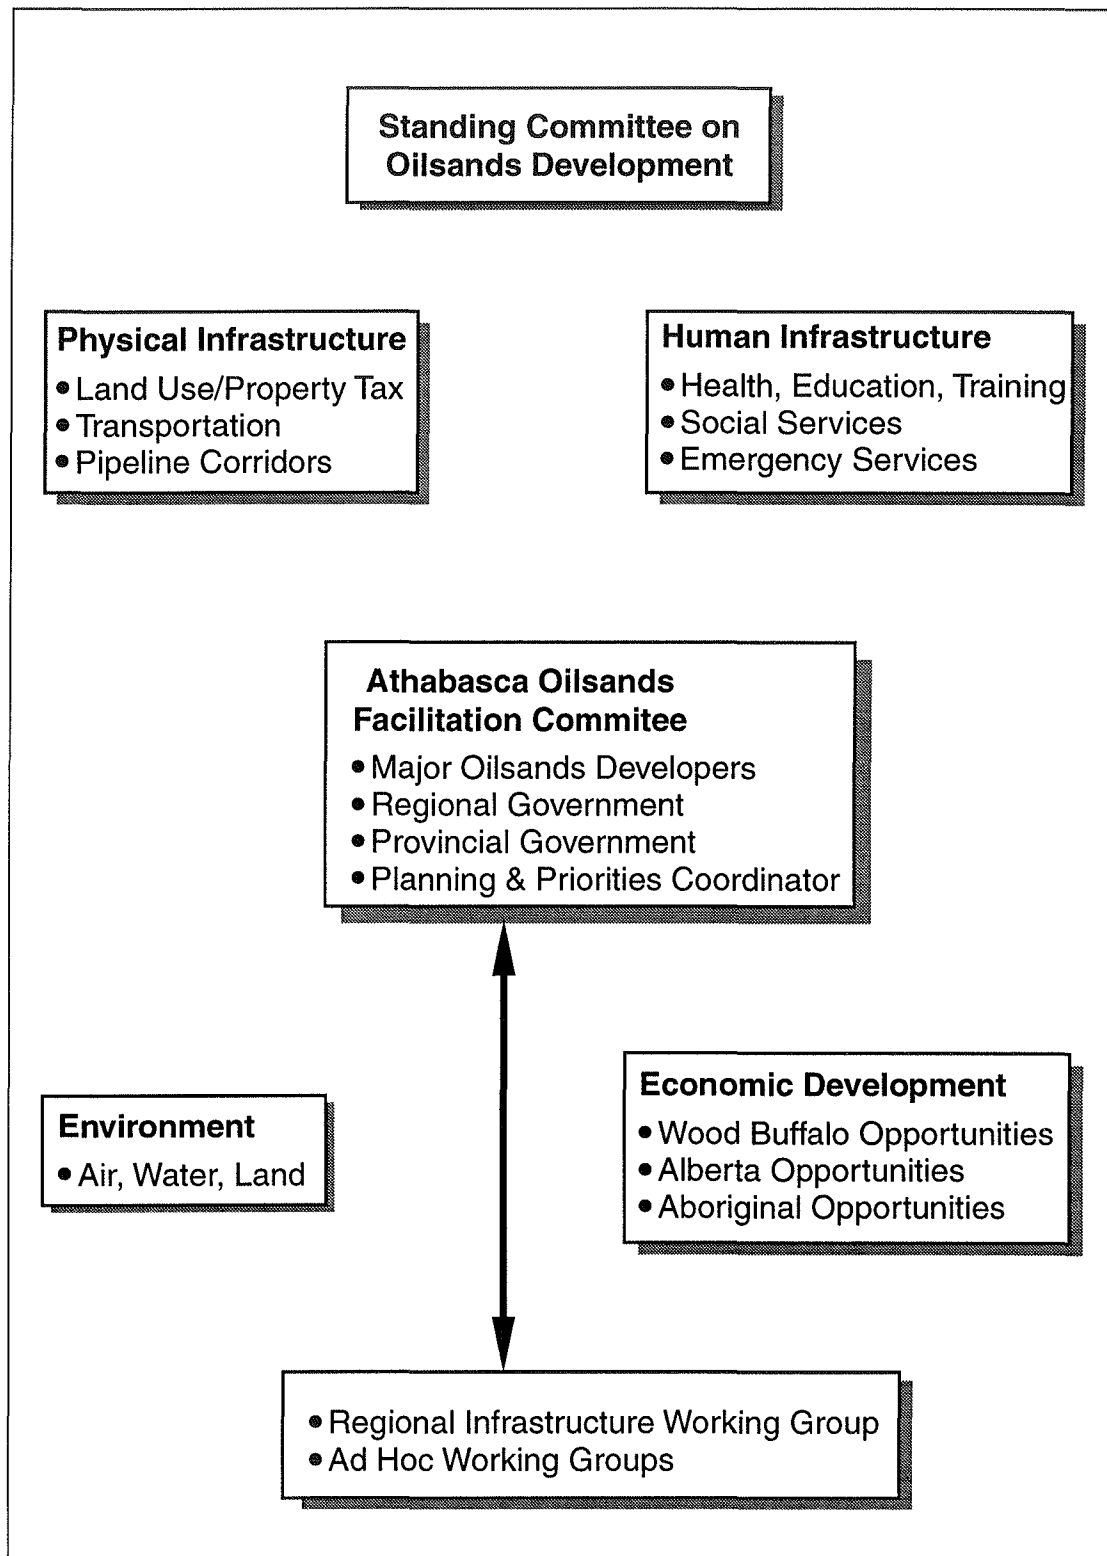 Standing Committee on
Oilsands Development
Physical Infrastructure
• Land Use/Property Tax
• Transportation
• Pipeline Corridors
Human Infrastructure
• Health, Education, Training
• Social Services
• Emergency Services
Athabasca Oilsands
Facilitation Commitee
• Major Oilsands Developers
• Regional Government
• Provincial Government
• Planning & Priorities Coordinator
Environment
• Air, Water, Land
Economic Development
• Wood Buffalo Opportunities
• Alberta Opportunities
• Aboriginal Opportunities
• Regional Infrastructure Working Group
• Ad Hoc Working Groups